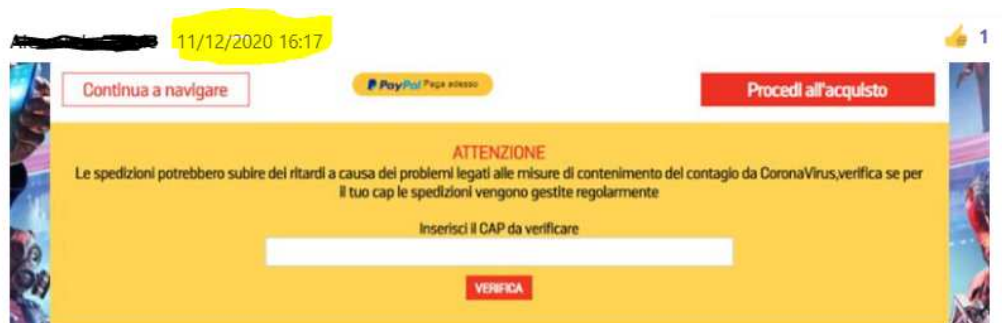 11/12/2020 16:17
1
Continua a navigare
PayPal Paga adesso
Procedi all'acquisto
ATTENZIONE
Le spedizioni potrebbero subire dei ritardi a causa dei problemi legati alle misure di contenimento del contagio da CoronaVirus,verifica se per
il tuo cap le spedizioni vengono gestite regolarmente
Inserisci il CAP da verificare
VERIFICA